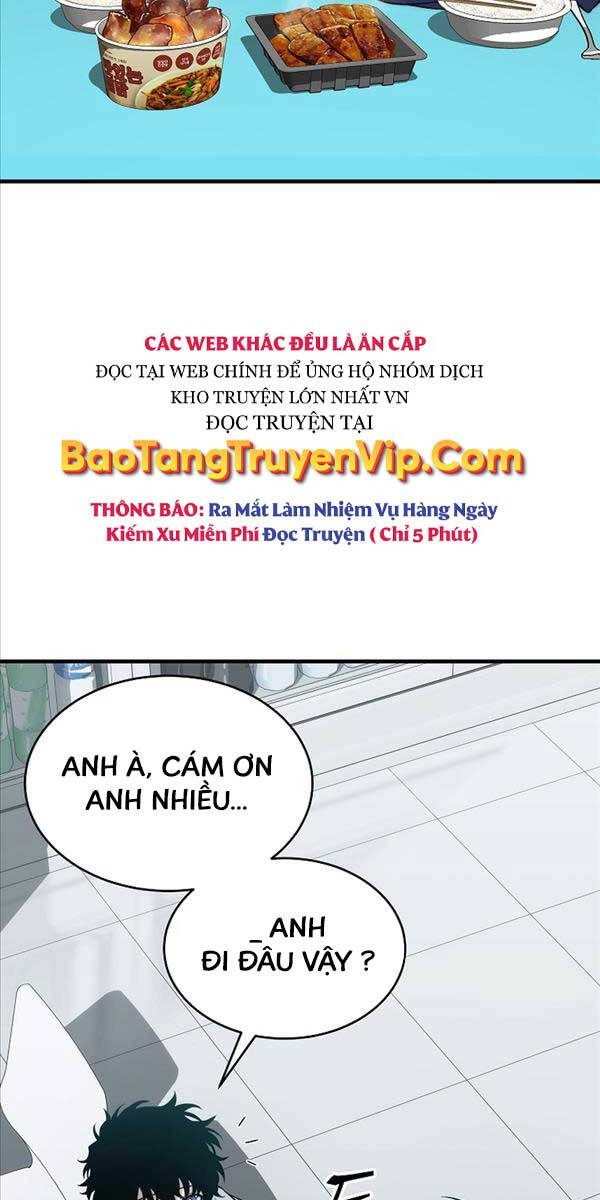 CÁC WEB KHÁC ĐỀU LÀ ĂN CẮP
ĐỌC TẠI WEB CHÍNH ĐỂ ỦNG HỘ NHÓM DỊCH
KHO TRUYỆN LỚN NHẤT VN
ĐỌC TRUYỆN TẠI
BaoTangTruyenVip.Com
THÔNG BÁO: Ra Mắt Làm Nhiệm Vụ Hàng Ngày
Kiếm Xu Miễn Phí Đọc Truyện ( Chỉ 5 Phút)
ANH À, CÁM ƠN
ANH NHIỀU...
_ ANH
ĐI ĐÂU VẬY ?